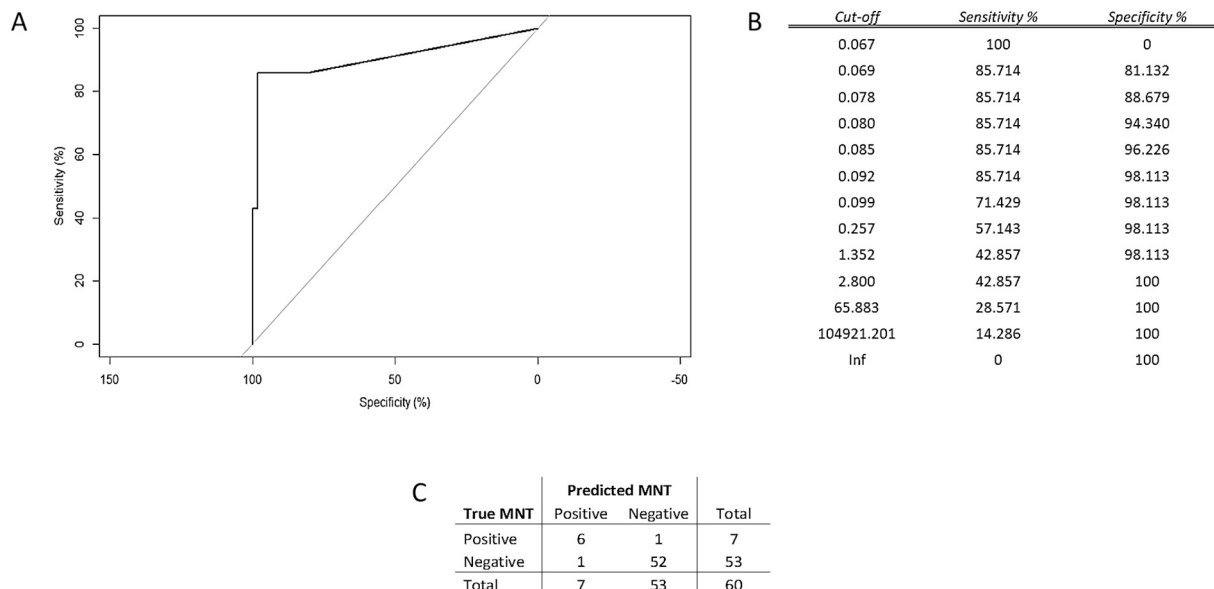 A
Sensitivity (%)
100
80
60
40
20
0
150
100
50
0
-50
Specificity (%)
B
Cut-off Sensitivity % Specificity %
0.067 100 0
0.069 85.714 81.132
0.078 85.714 88.679
0.080 85.714 94.340
0.085 85.714 96.226
0.092 85.714 98.113
0.099 71.429 98.113
0.257 57.143 98.113
1.352 42.857 98.113
2.800 42.857 100
65.883 28.571 100
104921.201 14.286 100
Inf 0 100
C
Predicted MNT
True MNT Positive Negative Total
Positive 6 1 7
Negative 1 52 53
Total 7 53 60